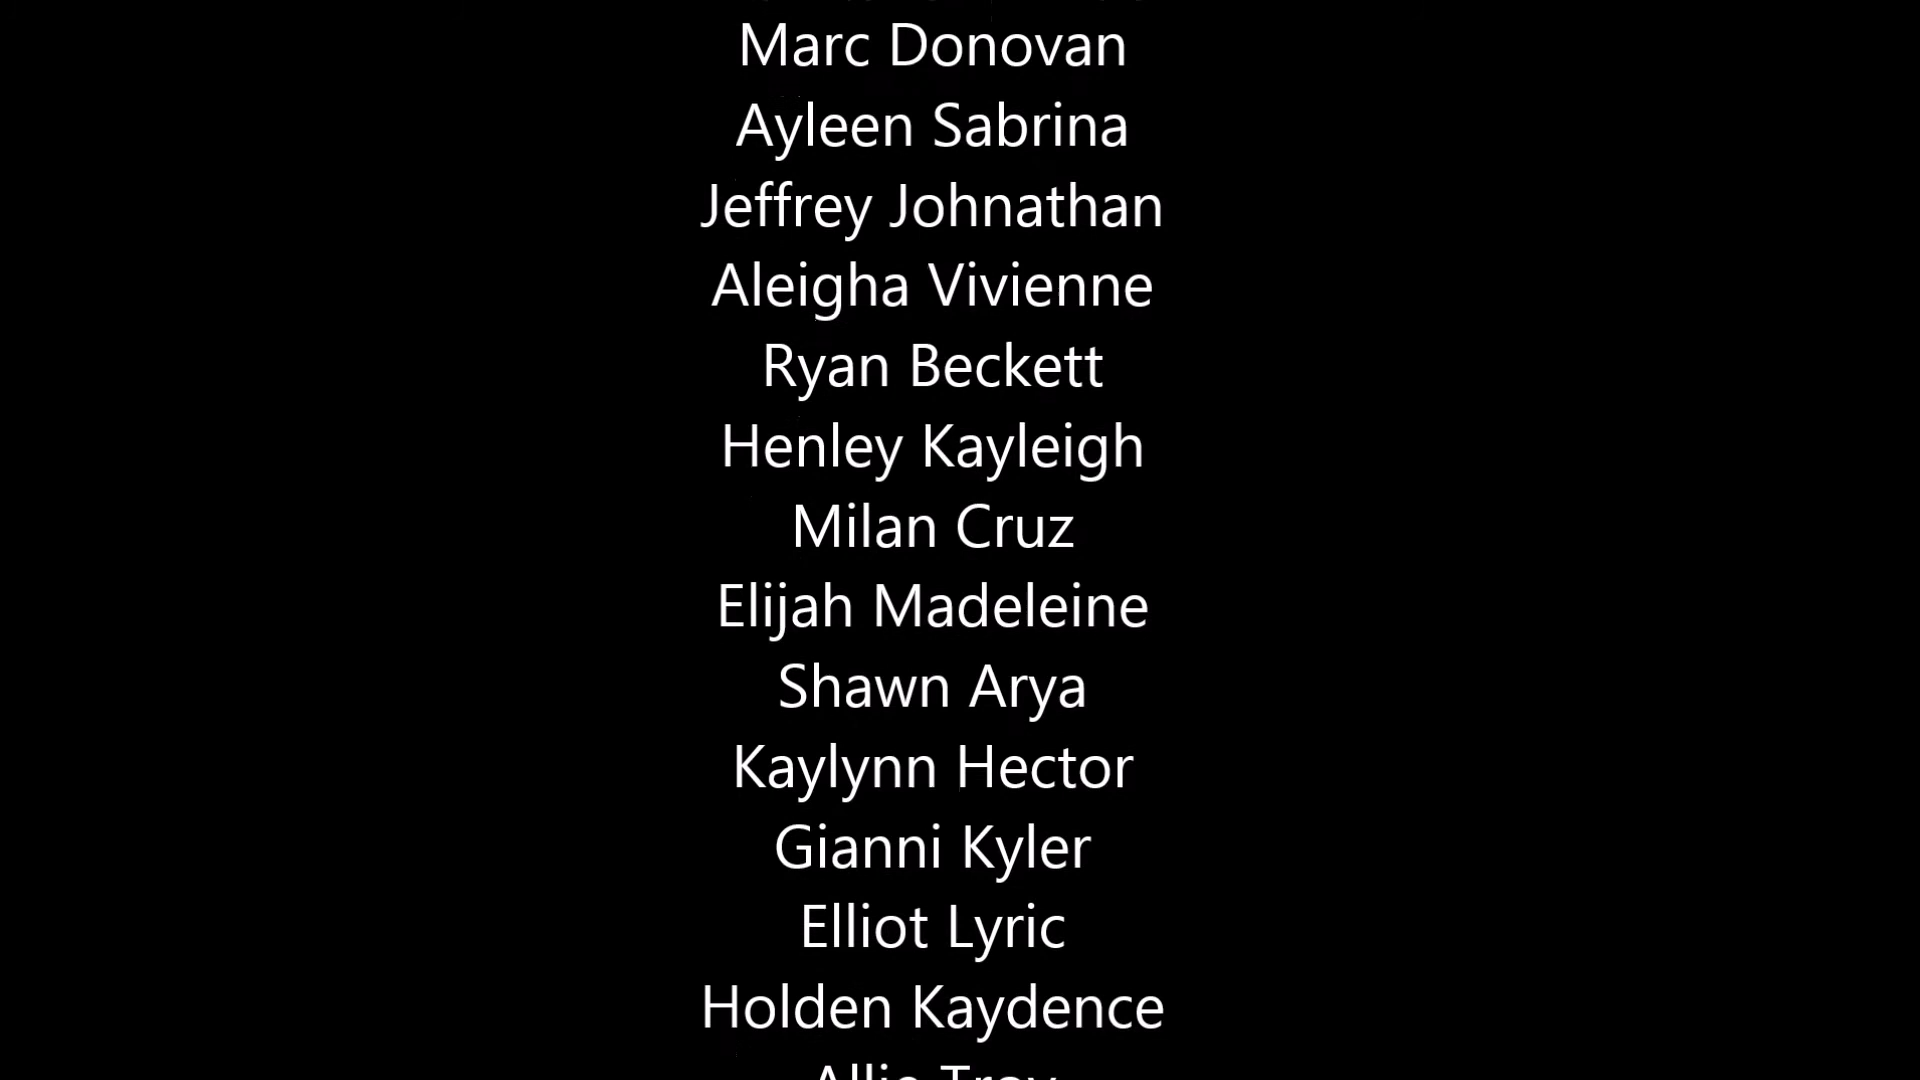 Marc Donovan
Ayleen Sabrina
Jeffrey Johnathan
Aleigha Vivienne
Ryan Beckett
Henley Kayleigh
Milan Cruz
Elijah Madeleine
Shawn Arya
Kaylynn Hector
Gianni Kyler
Elliot Lyric
Holden Kaydence